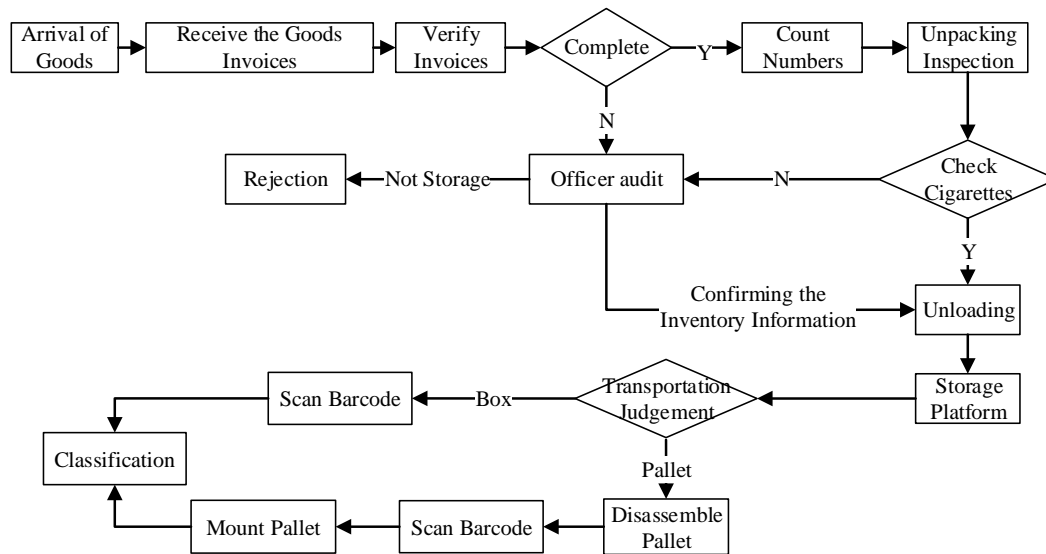 Arrival of
Goods
Receive the Goods
Invoices
Verify
Invoices
Complete
Y
Count
Numbers
Unpacking
Inspection
N
Rejection
Not Storage
Officer audit
N
Check
Cigarettes
Y
Confirming the
Inventory Information
Unloading
Scan Barcode
Box
Transportation
Judgement
Storage
Platform
Classification
Pallet
Mount Pallet
Scan Barcode
Disassemble
Pallet